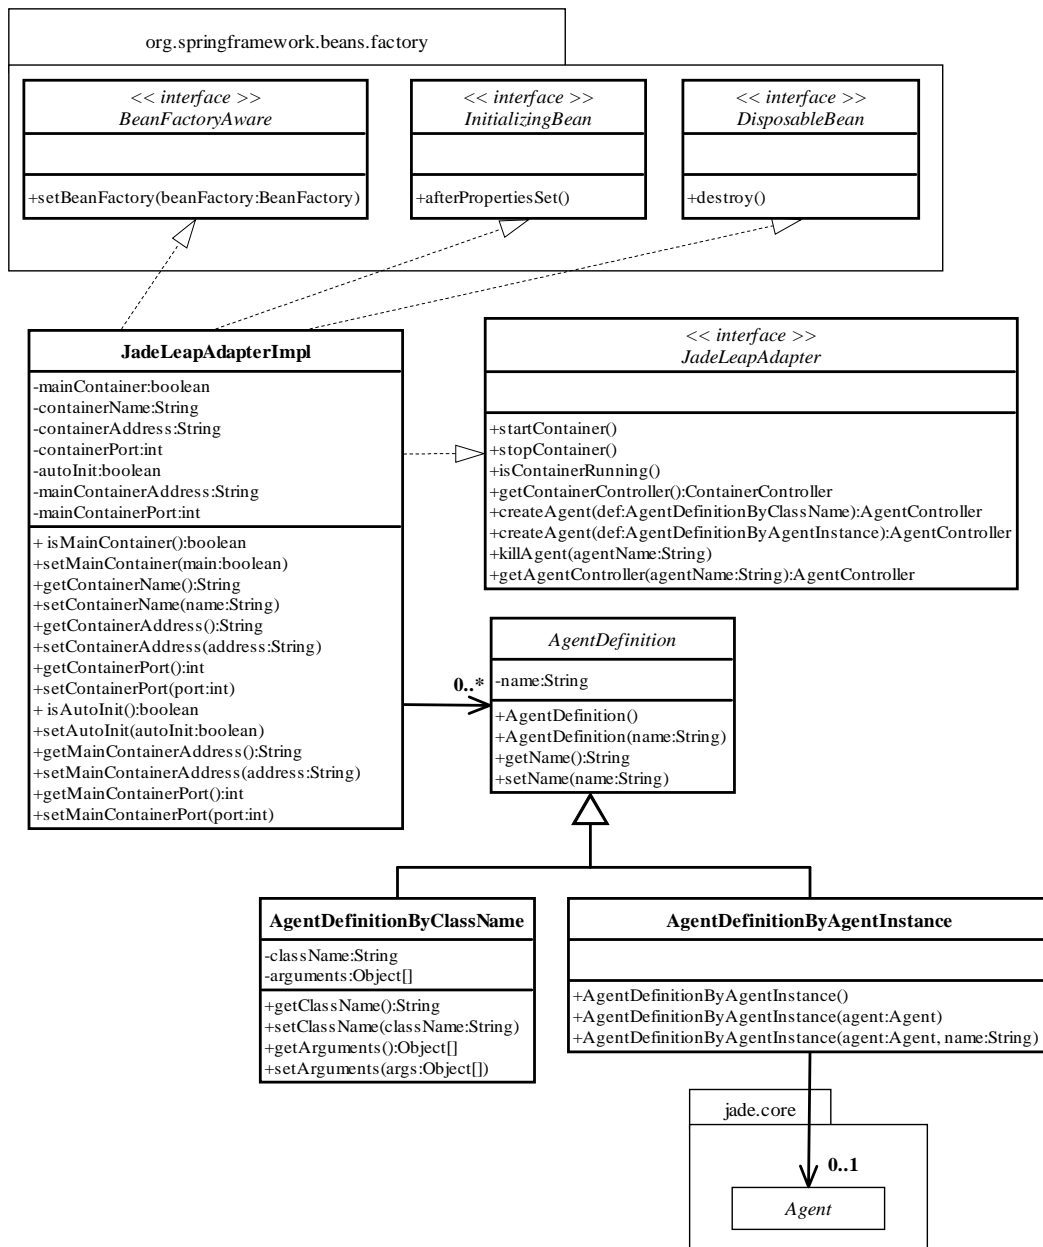 org.springframework.beans.factory
<< interface >>
BeanFactoryAware
+setBeanFactory(beanFactory:BeanFactory)
<< interface >>
InitializingBean
+afterPropertiesSet()
<< interface >>
DisposableBean
+destroy()
JadeLeapAdapterImpl
-mainContainer:boolean
-containerName:String
-containerAddress:String
-containerPort:int
-autoInit:boolean
-mainContainerAddress:String
-mainContainerPort:int
+ isMainContainer():boolean
+setMainContainer(main:boolean)
+getContainerName():String
+setContainerName(name:String)
+getContainerAddress():String
+setContainerAddress(address:String)
+getContainerPort():int
+setContainerPort(port:int)
+ isAutoInit():boolean
+setAutoInit(autoInit:boolean)
+getMainContainerAddress():String
+setMainContainerAddress(address:String)
+getMainContainerPort():int
+setMainContainerPort(port:int)
<< interface >>
JadeLeapAdapter
+startContainer()
+stopContainer()
+isContainerRunning()
+getContainerController():ContainerController
+createAgent(def:AgentDefinitionByClassName):AgentController
+createAgent(def:AgentDefinitionByAgentInstance):AgentController
+killAgent(agentName:String)
+getAgentController(agentName:String):AgentController
0..*
AgentDefinition
-name:String
+AgentDefinition()
+AgentDefinition(name:String)
+getName():String
+setName(name:String)
AgentDefinitionByClassName
-className:String
-arguments:Object[]
+getClassName():String
+setClassName(className:String)
+getArguments():Object[]
+setArguments(args:Object[])
AgentDefinitionByAgentInstance
+AgentDefinitionByAgentInstance()
+AgentDefinitionByAgentInstance(agent:Agent)
+AgentDefinitionByAgentInstance(agent:Agent, name:String)
jade.core
0..1
Agent